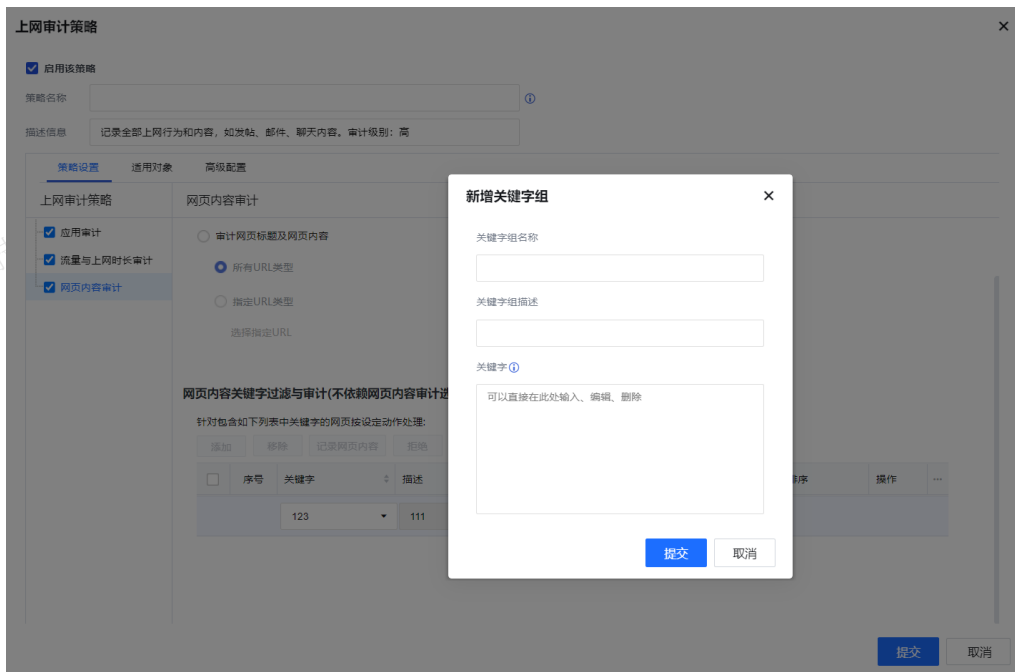 上网审计策略
启用该策略
策略名称
描述信息 记录全部上网行为和内容，如发帖、邮件、聊天内容。审计级别：高
策略设置 适用对象 高级配置
上网审计策略 网页内容审计
应用审计
流量与上网时长审计
网页内容审计
审计网页标题及网页内容
所有URL类型
指定URL类型
选择指定URL
网页内容关键字过滤与审计(不依赖网页内容审计
针对包含如下列表中关键字的网页按设定动作处理:
添加 移除 记录网页内容 拒绝
序号 关键字 描述 操作 ...
123 111
新增关键字组
关键字组名称
关键字组描述
关键字
可以直接在此处输入、编辑、删除
提交 取消
提交 取消